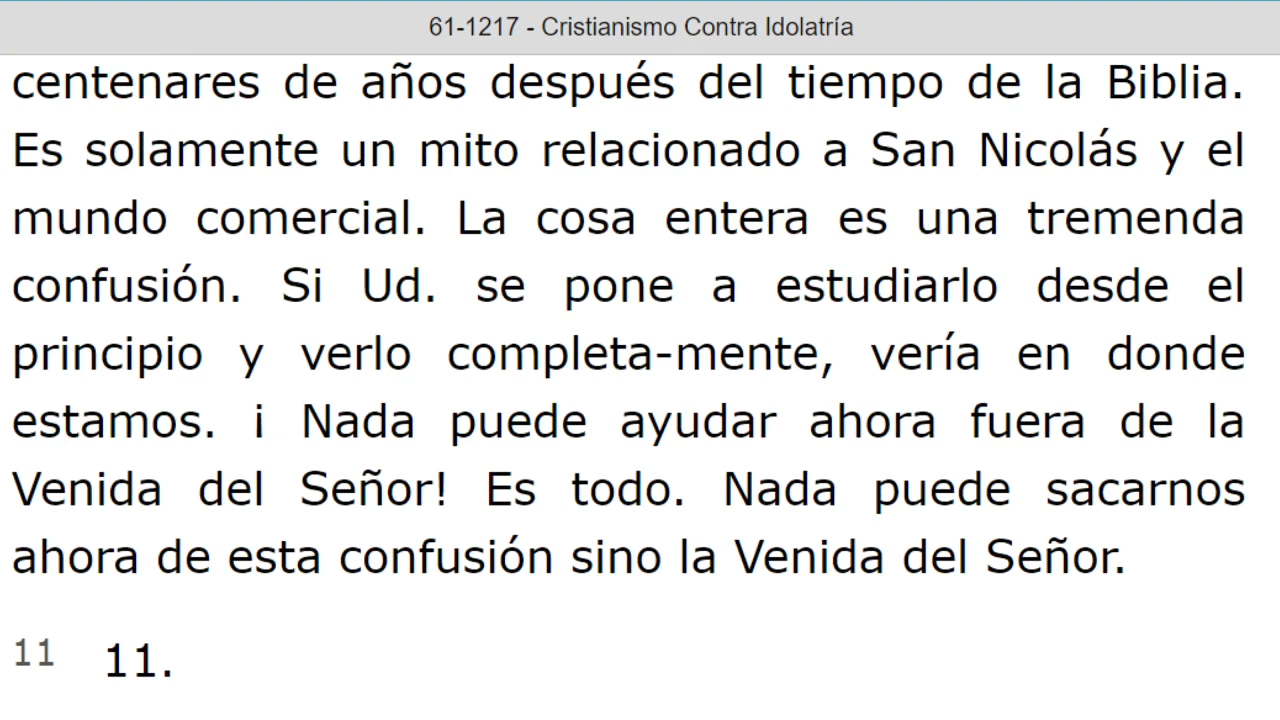 61-1217 - Cristianismo Contra Idolatría
centenares de años después del tiempo de la Biblia.
Es solamente un mito relacionado a San Nicolás y el
mundo comercial. La cosa entera es una tremenda
confusión. Si Ud. se pone a estudiarlo desde el
principio y verlo completa-mente, vería en donde
estamos. ¡ Nada puede ayudar ahora fuera de la
Venida del Señor! Es todo. Nada puede sacarnos
ahora de esta confusión sino la Venida del Señor.
11 11.